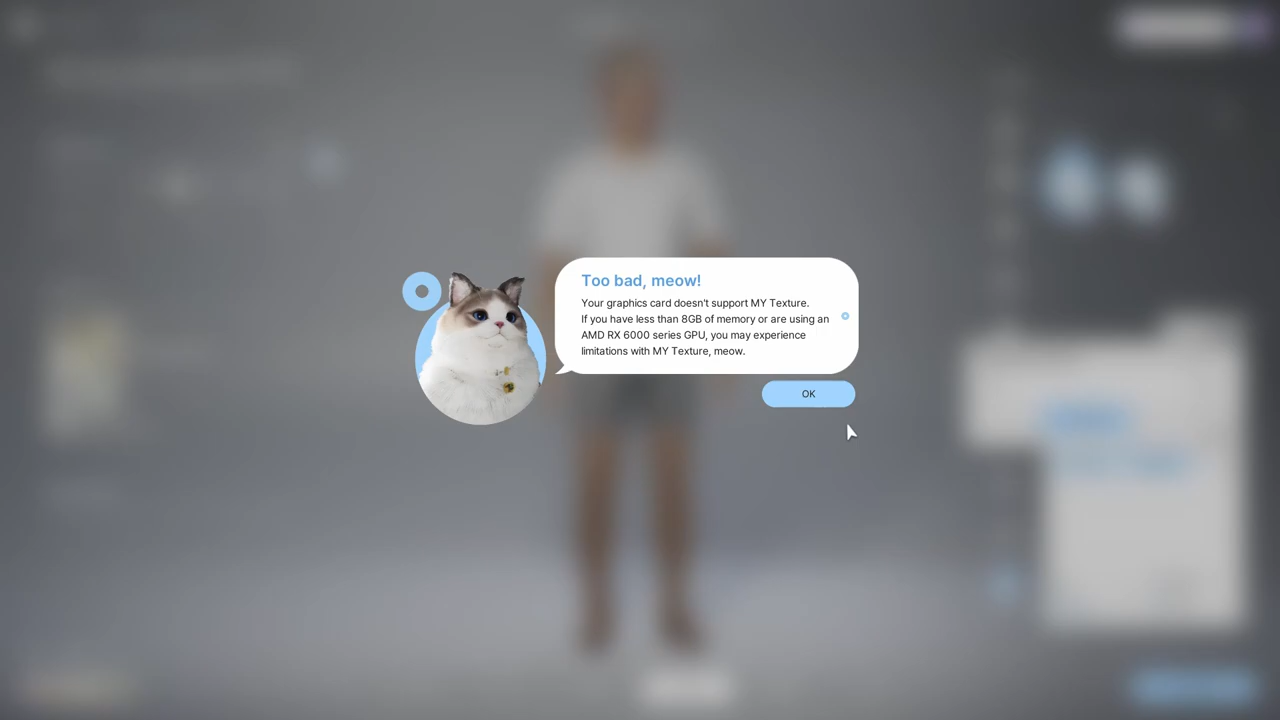 Too bad, meow!
Your graphics card doesn't support MY Texture.
If you have less than 8GB of memory or are using an
AMD RX 6000 series GPU, you may experience
limitations with MY Texture, meow.
OK